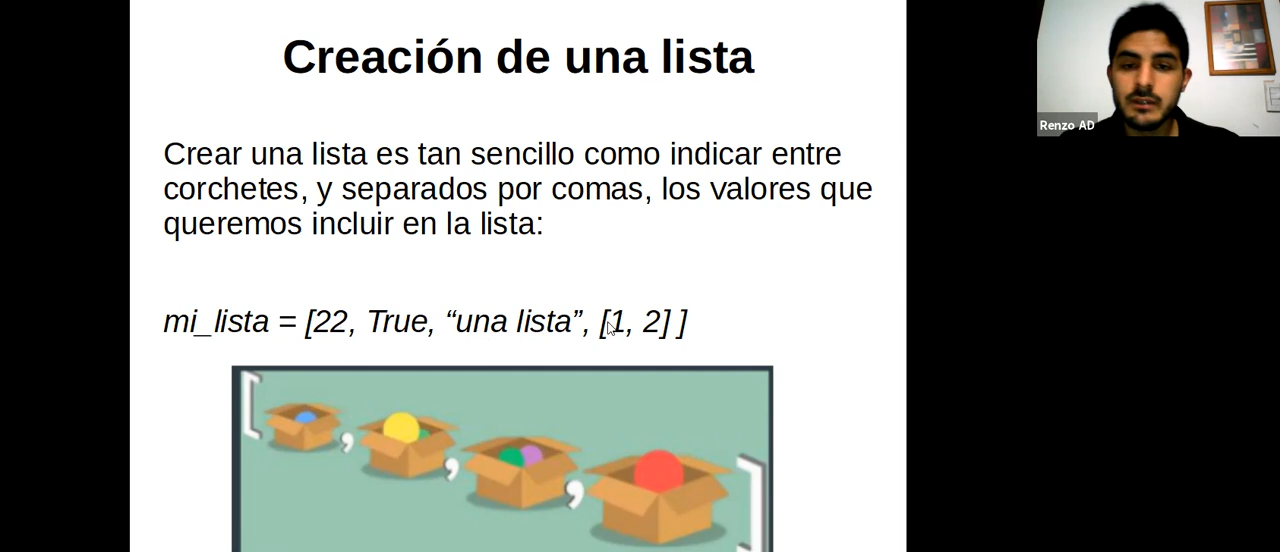 Creación de una lista
Crear una lista es tan sencillo como indicar entre
corchetes, y separados por comas, los valores que
queremos incluir en la lista:
mi_lista = [22, True, “una lista”, [1, 2] ]
[ , , , ]
Renzo AD